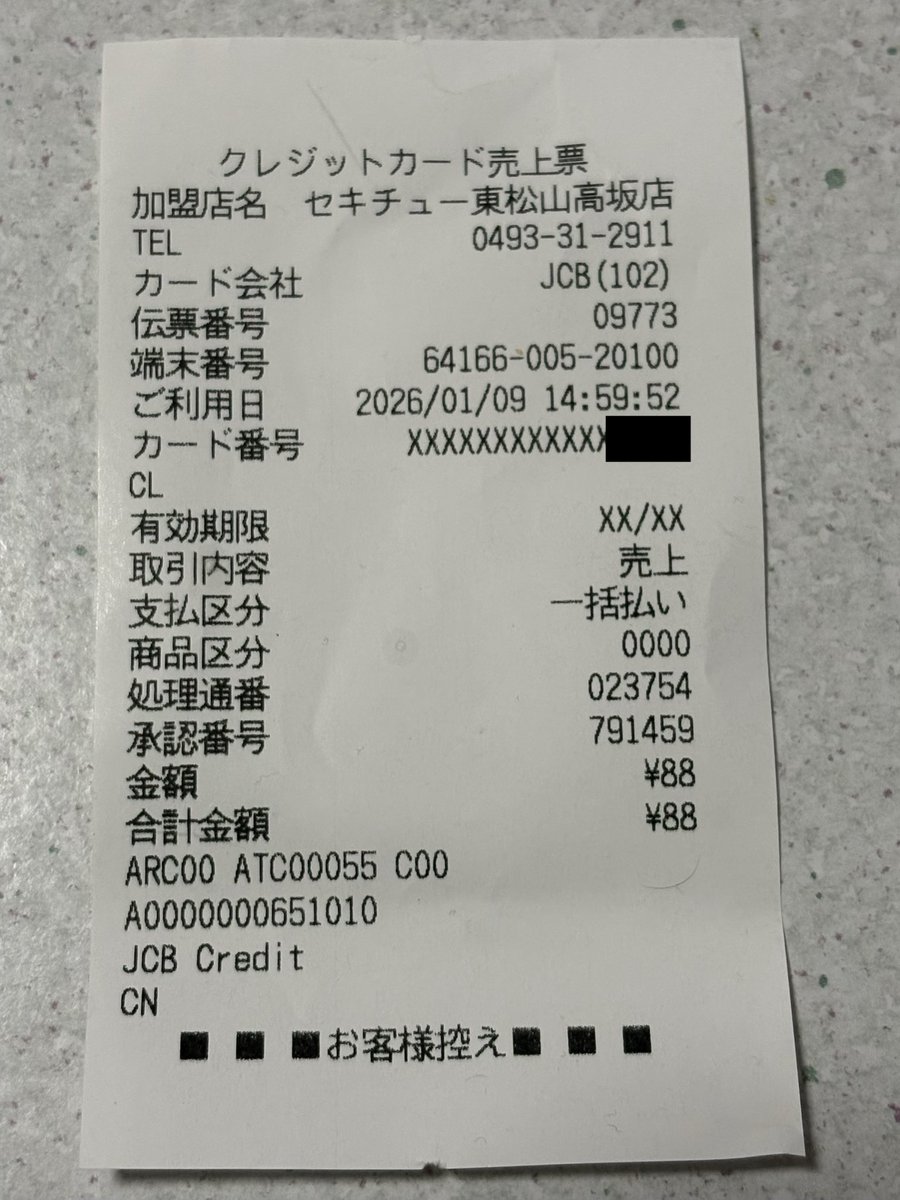 クレジットカード売上票
加盟店名 セキチュー東松山高坂店
TEL 0493-31-2911
カード会社 JCB(102)
伝票番号 09773
端末番号 64166-005-20100
ご利用日 2026/01/09 14:59:52
カード番号 XXXXXXXXXXXX
CL
有効期限 XX/XX
取引内容 売上
支払区分 一括払い
商品区分 0000
処理通番 023754
承認番号 791459
金額 ¥88
合計金額 ¥88
ARC00 ATC00055 C00
A0000000651010
JCB Credit
CN
■ ■ ■お客様控え■ ■ ■